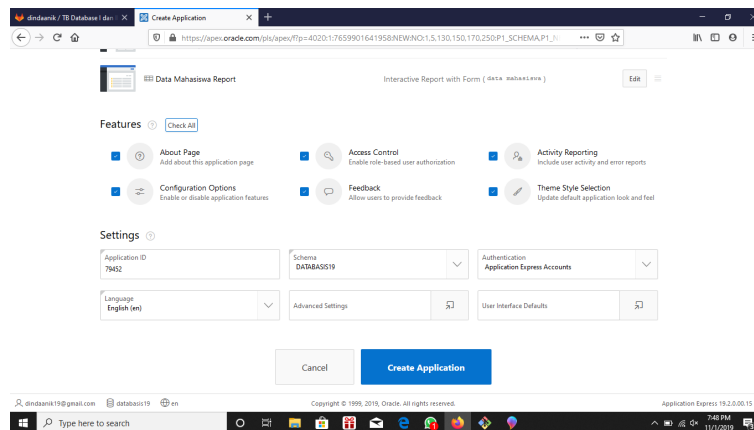 dindaanik / TB Database I dan I
Create Application
https://apex.oracle.com/pls/apex/f?p=4020:1:7659901641958:NEW:NO:1,5,130,150,170,250:P1_SCHEMA,P1_N
Data Mahasiswa Report
Interactive Report with Form ( data mahasiswa )
Edit
Features
Check All
About Page
Add about this application page
Access Control
Enable role-based user authorization
Activity Reporting
Include user activity and error reports
Configuration Options
Enable or disable application features
Feedback
Allow users to provide feedback
Theme Style Selection
Update default application look and feel
Settings
Application ID
79452
Schema
DATABASIS19
Authentication
Application Express Accounts
Language
English (en)
Advanced Settings
User Interface Defaults
Cancel
Create Application
dindaanik19@gmail.com
databasis19
en
Copyright © 1999, 2019, Oracle. All rights reserved.
Application Express 19.2.0.00.15
Type here to search
7:48 PM
11/1/2019